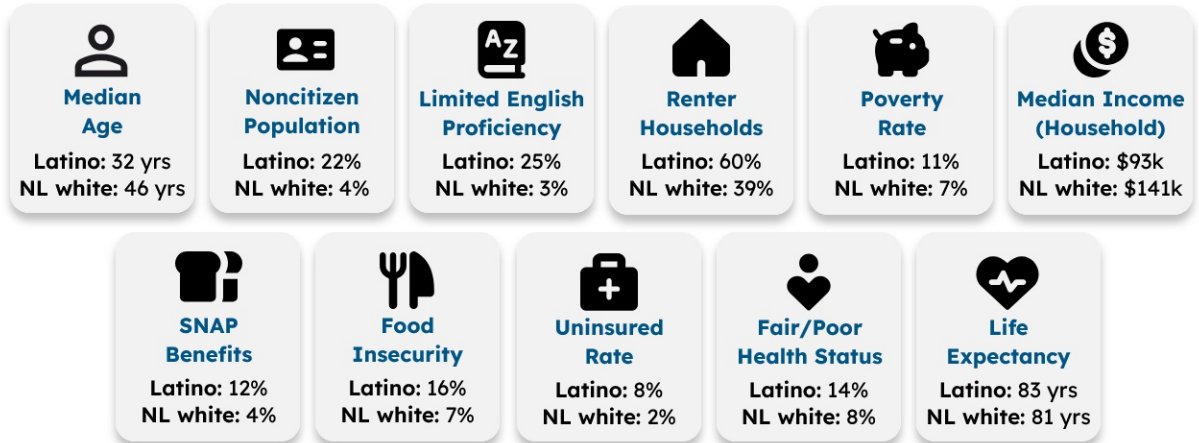 Median
Age
Latino: 32 yrs
NL white: 46 yrs
Noncitizen
Population
Latino: 22%
NL white: 4%
AZ
Limited English
Proficiency
Latino: 25%
NL white: 3%
Renter
Households
Latino: 60%
NL white: 39%
Poverty
Rate
Latino: 11%
NL white: 7%
$
Median Income
(Household)
Latino: $93k
NL white: $141k
SNAP
Benefits
Latino: 12%
NL white: 4%
Food
Insecurity
Latino: 16%
NL white: 7%
Uninsured
Rate
Latino: 8%
NL white: 2%
Fair/Poor
Health Status
Latino: 14%
NL white: 8%
Life
Expectancy
Latino: 83 yrs
NL white: 81 yrs